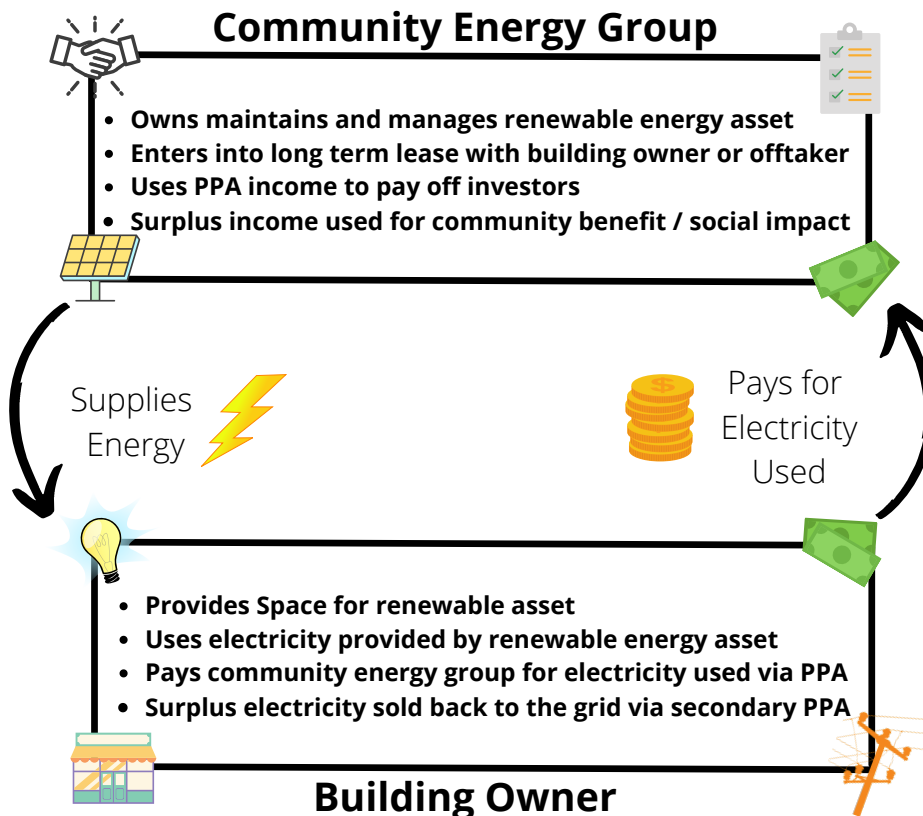 Community Energy Group
• Owns maintains and manages renewable energy asset
• Enters into long term lease with building owner or offtaker
• Uses PPA income to pay off investors
• Surplus income used for community benefit / social impact
Supplies
Energy
$
Pays for
Electricity
Used
• Provides Space for renewable asset
• Uses electricity provided by renewable energy asset
• Pays community energy group for electricity used via PPA
• Surplus electricity sold back to the grid via secondary PPA
Building Owner